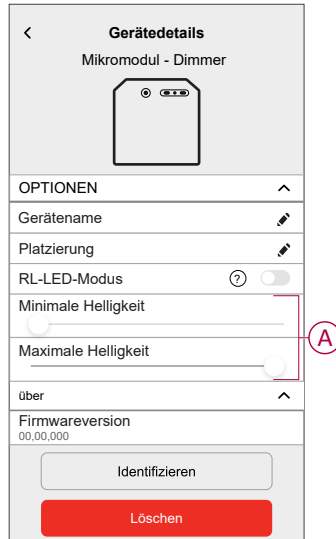 Gerätedetails
Mikromodul - Dimmer
OPTIONEN
Gerätename
Platzierung
RL-LED-Modus ?
Minimale Helligkeit
A
Maximale Helligkeit
über
Firmwareversion
00,00,000
Identifizieren
Löschen